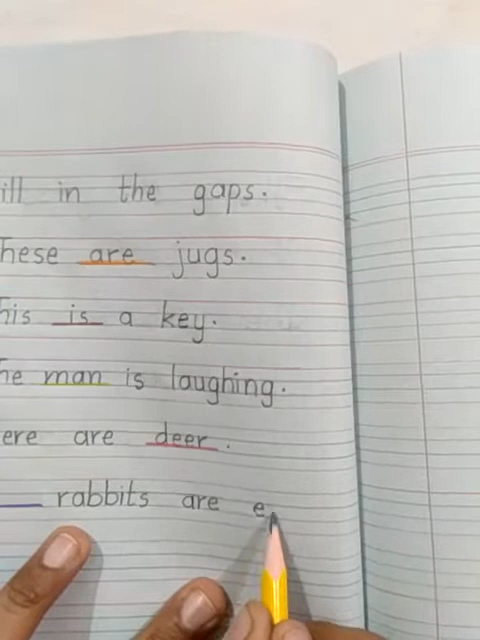 ill in the gaps.
hese are jugs.
his is a key.
he man is laughing.
ere are deer.
rabbits are e